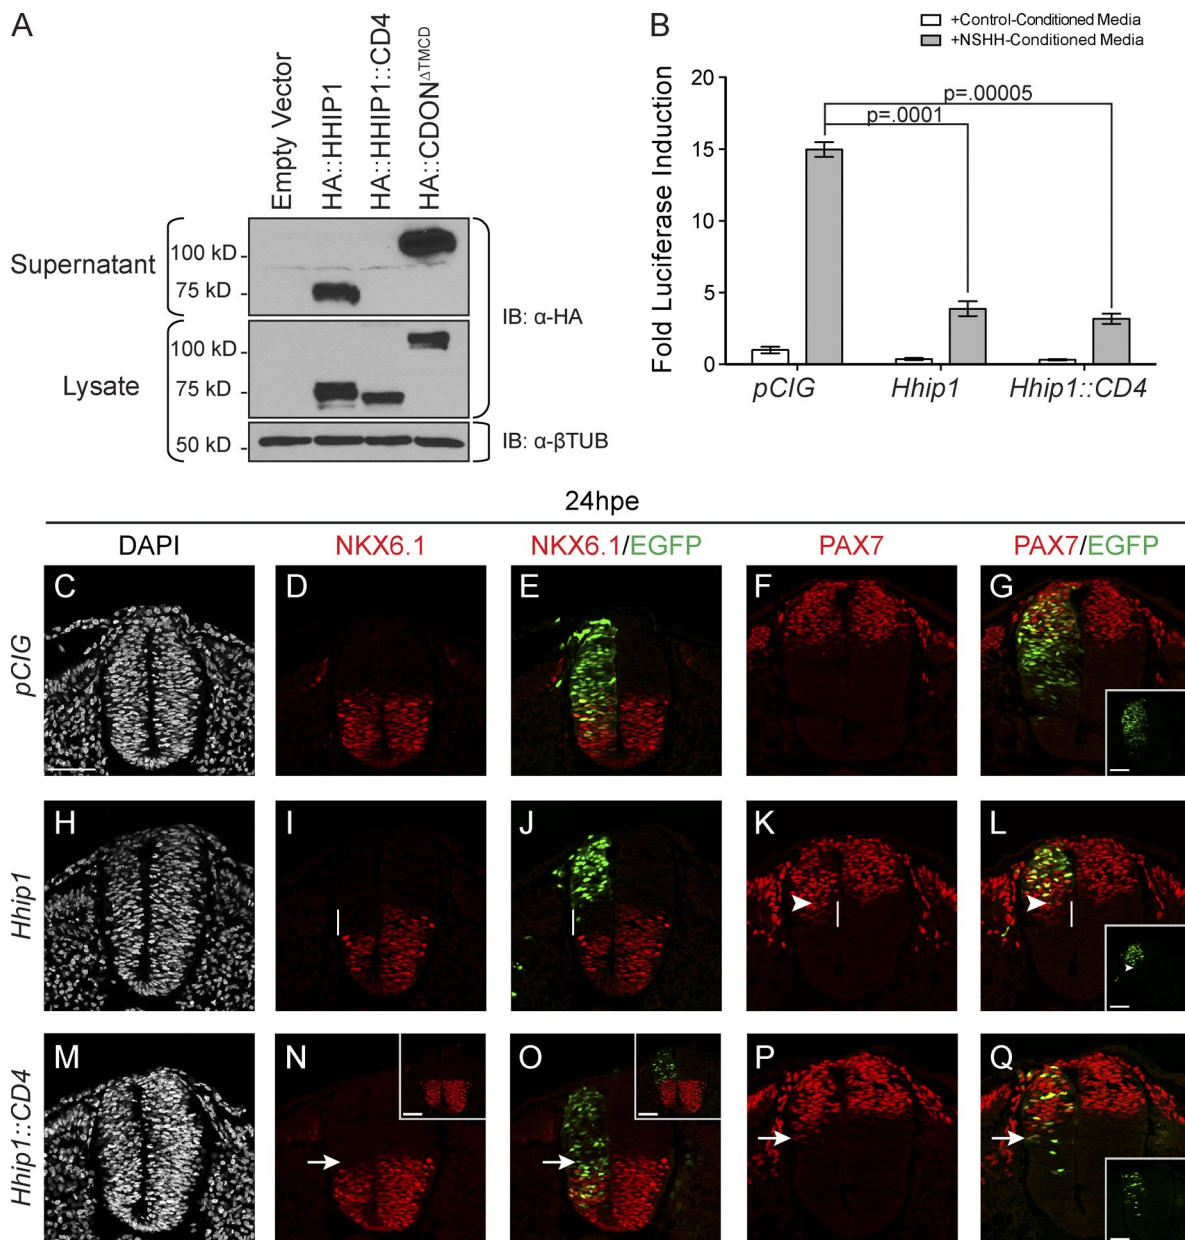 A
Empty Vector
HA::HHIP1
HA::HHIP1::CD4
HA::CDON^ΔTMCD
Supernatant
100 kD
75 kD
Lysate
100 kD
75 kD
50 kD
IB: α-HA
IB: α-βTUB
B
+Control-Conditioned Media
+NSHH-Conditioned Media
Fold Luciferase Induction
20
15
10
5
0
p=.00005
p=.0001
pCIG
Hhip1
Hhip1::CD4
24hpe
DAPI
NKX6.1
NKX6.1/EGFP
PAX7
PAX7/EGFP
pCIG
C
D
E
F
G
Hhip1
H
I
J
K
L
Hhip1::CD4
M
N
O
P
Q